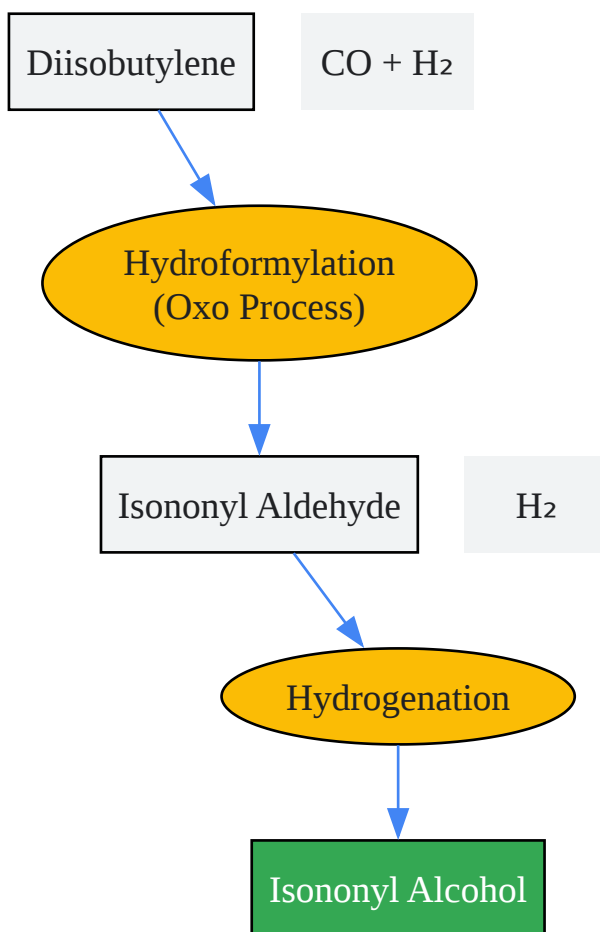 Diisobutylene
CO + H₂
Hydroformylation
(Oxo Process)
Isononyl Aldehyde
H₂
Hydrogenation
Isononyl Alcohol